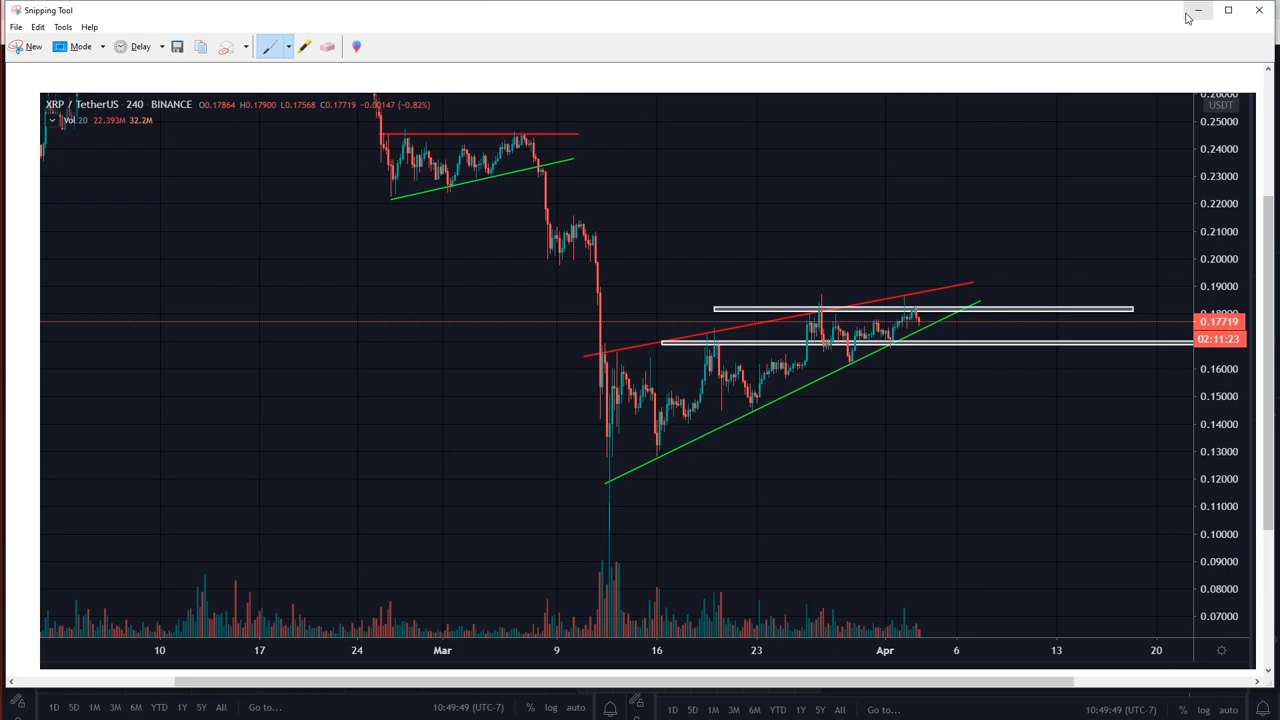 Snipping Tool
File Edit Tools Help
New Mode Delay
XRP / TetherUS 240 BINANCE O0.17864 H0.17900 L0.17568 C0.17719 −0.00147 (−0.82%)
Vol 20 22.393M 32.2M
USDT
0.26000
0.25000
0.24000
0.23000
0.22000
0.21000
0.20000
0.19000
0.18000
0.17719
02:11:23
0.16000
0.15000
0.14000
0.13000
0.12000
0.11000
0.10000
0.09000
0.08000
0.07000
10 17 24 Mar 9 16 23 Apr 6 13 20
1D 5D 1M 3M 6M YTD 1Y 5Y All Go to... 10:49:49 (UTC-7) % log auto 1D 5D 1M 3M 6M YTD 1Y 5Y All Go to... 10:49:49 (UTC-7) % log auto